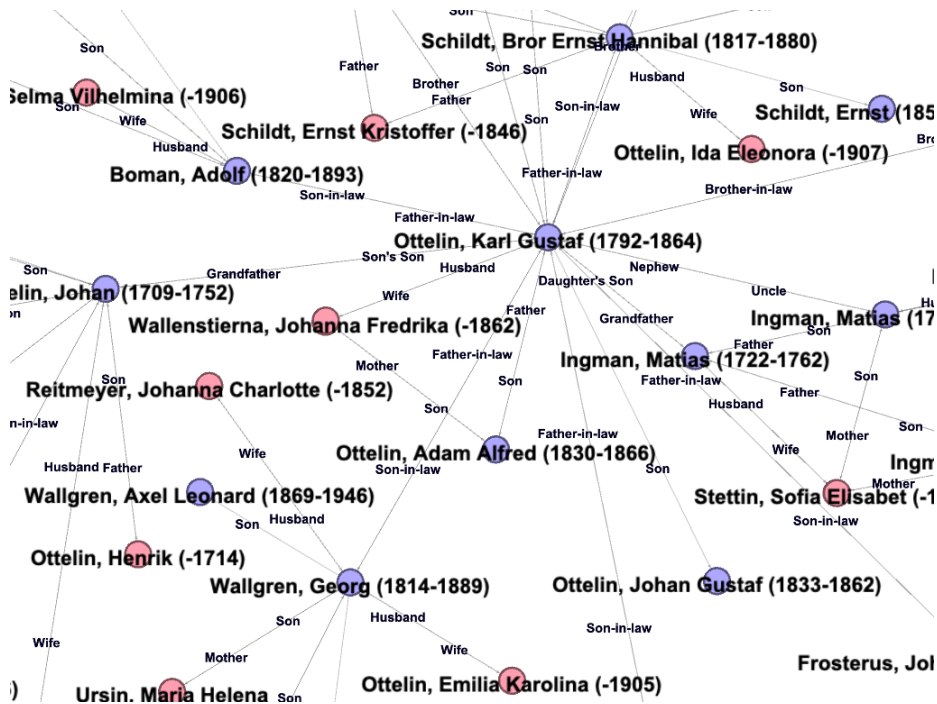 Son
Schildt, Bror Ernst Hannibal (1817-1880)
Brother
Son
Father
Son
Son
Husband
Brother
Son
Selma Vilhelmina (-1906)
Father
Son-in-law
Son
Wife
Schildt, Ernst (185
Wife
Son
Schildt, Ernst Kristoffer (-1846)
Bro
Husband
Ottelin, Ida Eleonora (-1907)
Boman, Adolf (1820-1893)
Father-in-law
Son-in-law
Brother-in-law
Father-in-law
Ottelin, Karl Gustaf (1792-1864)
Son's Son
Son
Grandfather
Husband
Nephew
Daughter's Son
elin, Johan (1709-1752)
Wife
Uncle
Father
Grandfather
Ingman, Matias (17
Wallenstierna, Johanna Fredrika (-1862)
Son
Father
Father-in-law
Ingman, Matias (1722-1762)
Mother
Son
Son
Father-in-law
Son
Reitmeyer, Johanna Charlotte (-1852)
Father
Son
Husband
n-in-law
Son
Father-in-law
Mother
Wife
Ottelin, Adam Alfred (1830-1866)
Wife
Husband
Father
Son-in-law
Son
Ingm
Mother
Wallgren, Axel Leonard (1869-1946)
Stettin, Sofia Elisabet (-1
Son
Husband
Son-in-law
Ottelin, Henrik (-1714)
Wallgren, Georg (1814-1889)
Ottelin, Johan Gustaf (1833-1862)
Son
Husband
Son-in-law
Wife
Mother
Wife
Frosterus, Joh
Ottelin, Emilia Karolina (-1905)
Ursin, Maria Helena
Son